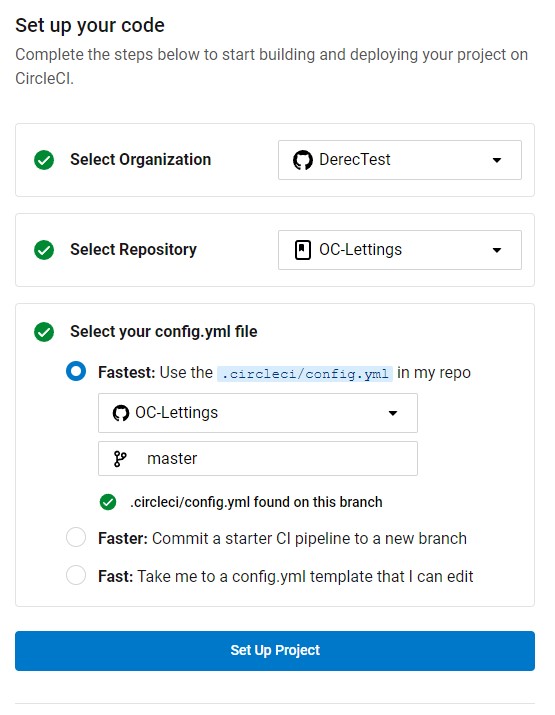 Set up your code
Complete the steps below to start building and deploying your project on
CircleCI.
Select Organization
DerecTest
Select Repository
OC-Lettings
Select your config.yml file
Fastest: Use the .circleci/config.yml in my repo
OC-Lettings
master
.circleci/config.yml found on this branch
Faster: Commit a starter CI pipeline to a new branch
Fast: Take me to a config.yml template that I can edit
Set Up Project